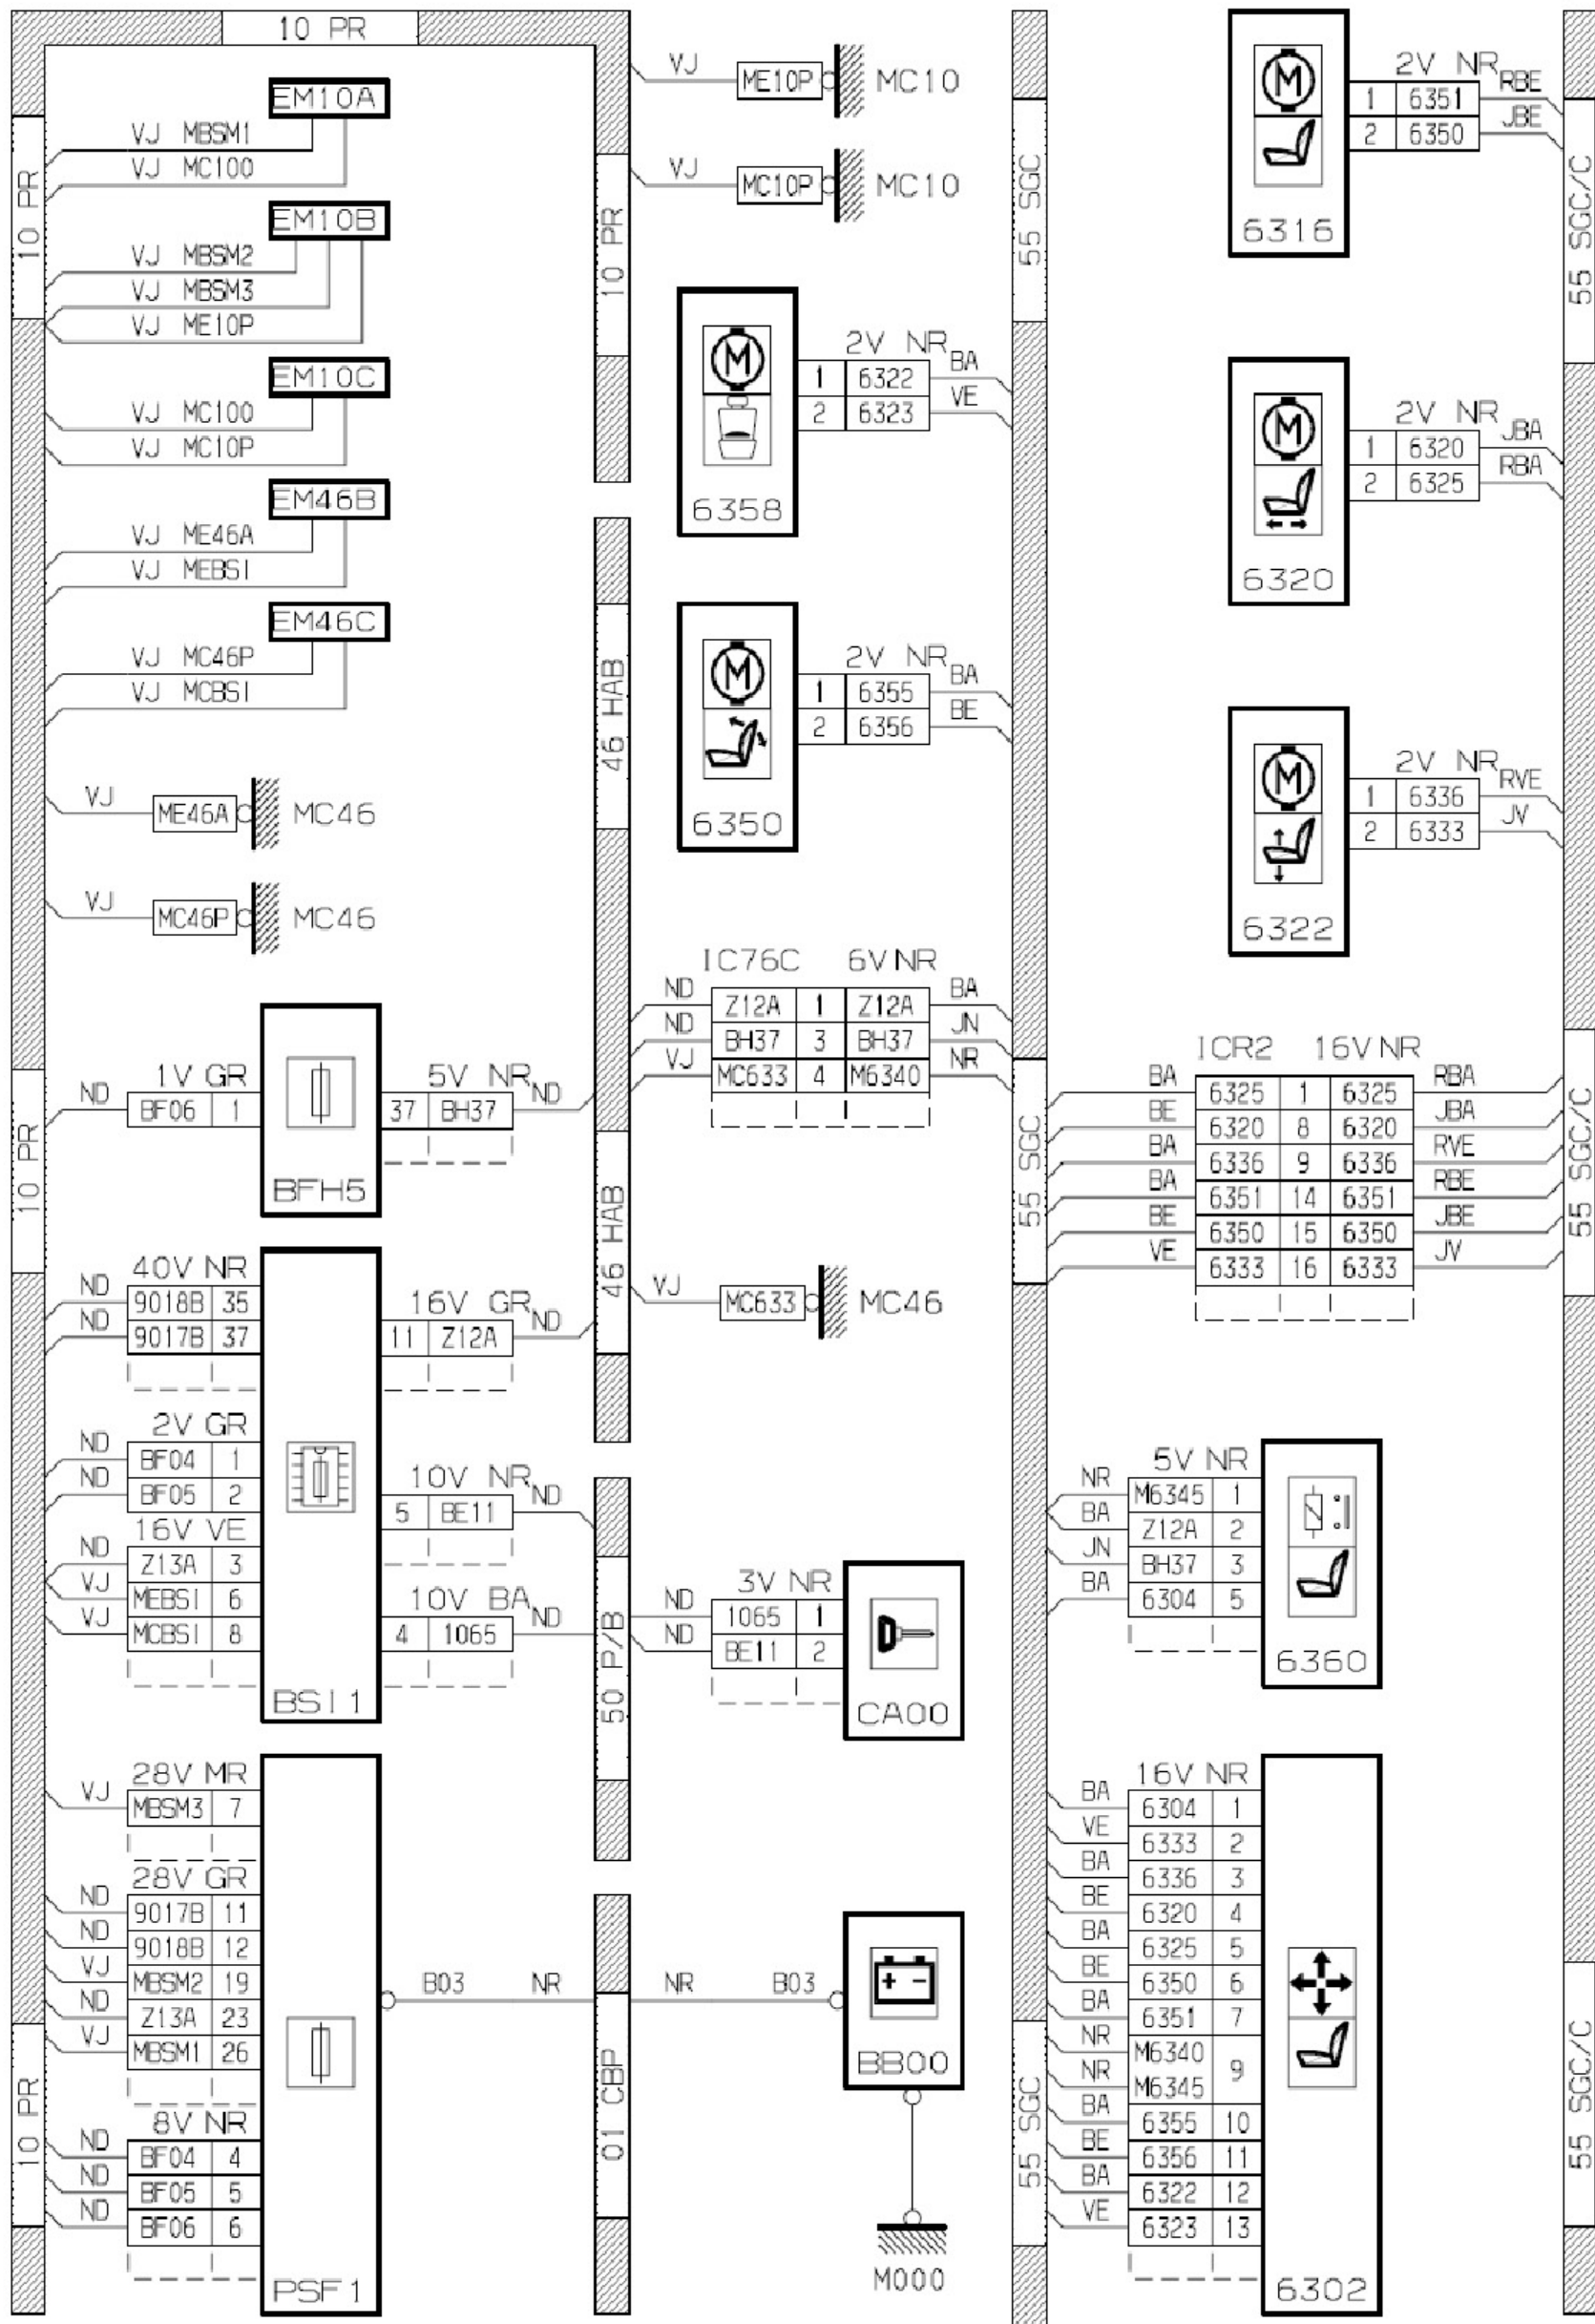 10 PR
EM10A
VJ MBSM1
VJ MC100
10 PR
EM10B
VJ MBSM2
VJ MBSM3
VJ ME10P
EM10C
VJ MC100
VJ MC10P
EM46B
VJ ME46A
VJ MEBSI
EM46C
VJ MC46P
VJ MCBSI
VJ ME46A MC46
VJ MC46P MC46
10 PR
1V GR
ND BF06 1
5V NR
37 BH37 ND
BFH5
40V NR
ND 9018B 35
ND 9017B 37
16V GR
11 Z12A ND
2V GR
ND BF04 1
ND BF05 2
10V NR
5 BE11 ND
16V VE
ND Z13A 3
VJ MEBSI 6
VJ MCBSI 8
10V BA
4 1065 ND
BSI1
28V MR
VJ MBSM3 7
28V GR
ND 9017B 11
ND 9018B 12
VJ MBSM2 19
ND Z13A 23
VJ MBSM1 26
10 PR
8V NR
ND BF04 4
ND BF05 5
ND BF06 6
PSF1
B03 NR
10 PR
46 HAB
46 HAB
50 P/B
01 CBP
VJ ME10P MC10
VJ MC10P MC10
2V NR
1 6322 BA
2 6323 VE
6358
2V NR
1 6355 BA
2 6356 BE
6350
IC76C 6V NR
ND Z12A 1 Z12A BA
ND BH37 3 BH37 JN
VJ MC633 4 M6340 NR
VJ MC633 MC46
3V NR
ND 1065 1
ND BE11 2
CA00
NR B03
BB00
M000
55 SGC
55 SGC
55 SGC
2V NR
1 6351 RBE
2 6350 JBE
6316
2V NR
1 6320 JBA
2 6325 RBA
6320
2V NR
1 6336 RVE
2 6333 JV
6322
ICR2 16V NR
BA 6325 1 6325 RBA
BE 6320 8 6320 JBA
BA 6336 9 6336 RVE
BA 6351 14 6351 RBE
BE 6350 15 6350 JBE
VE 6333 16 6333 JV
5V NR
NR M6345 1
BA Z12A 2
JN BH37 3
BA 6304 5
6360
16V NR
BA 6304 1
VE 6333 2
BA 6336 3
BE 6320 4
BA 6325 5
BE 6350 6
BA 6351 7
NR M6340 9
NR M6345
BA 6355 10
BE 6356 11
BA 6322 12
VE 6323 13
6302
55 SGC/C
55 SGC/C
55 SGC/C